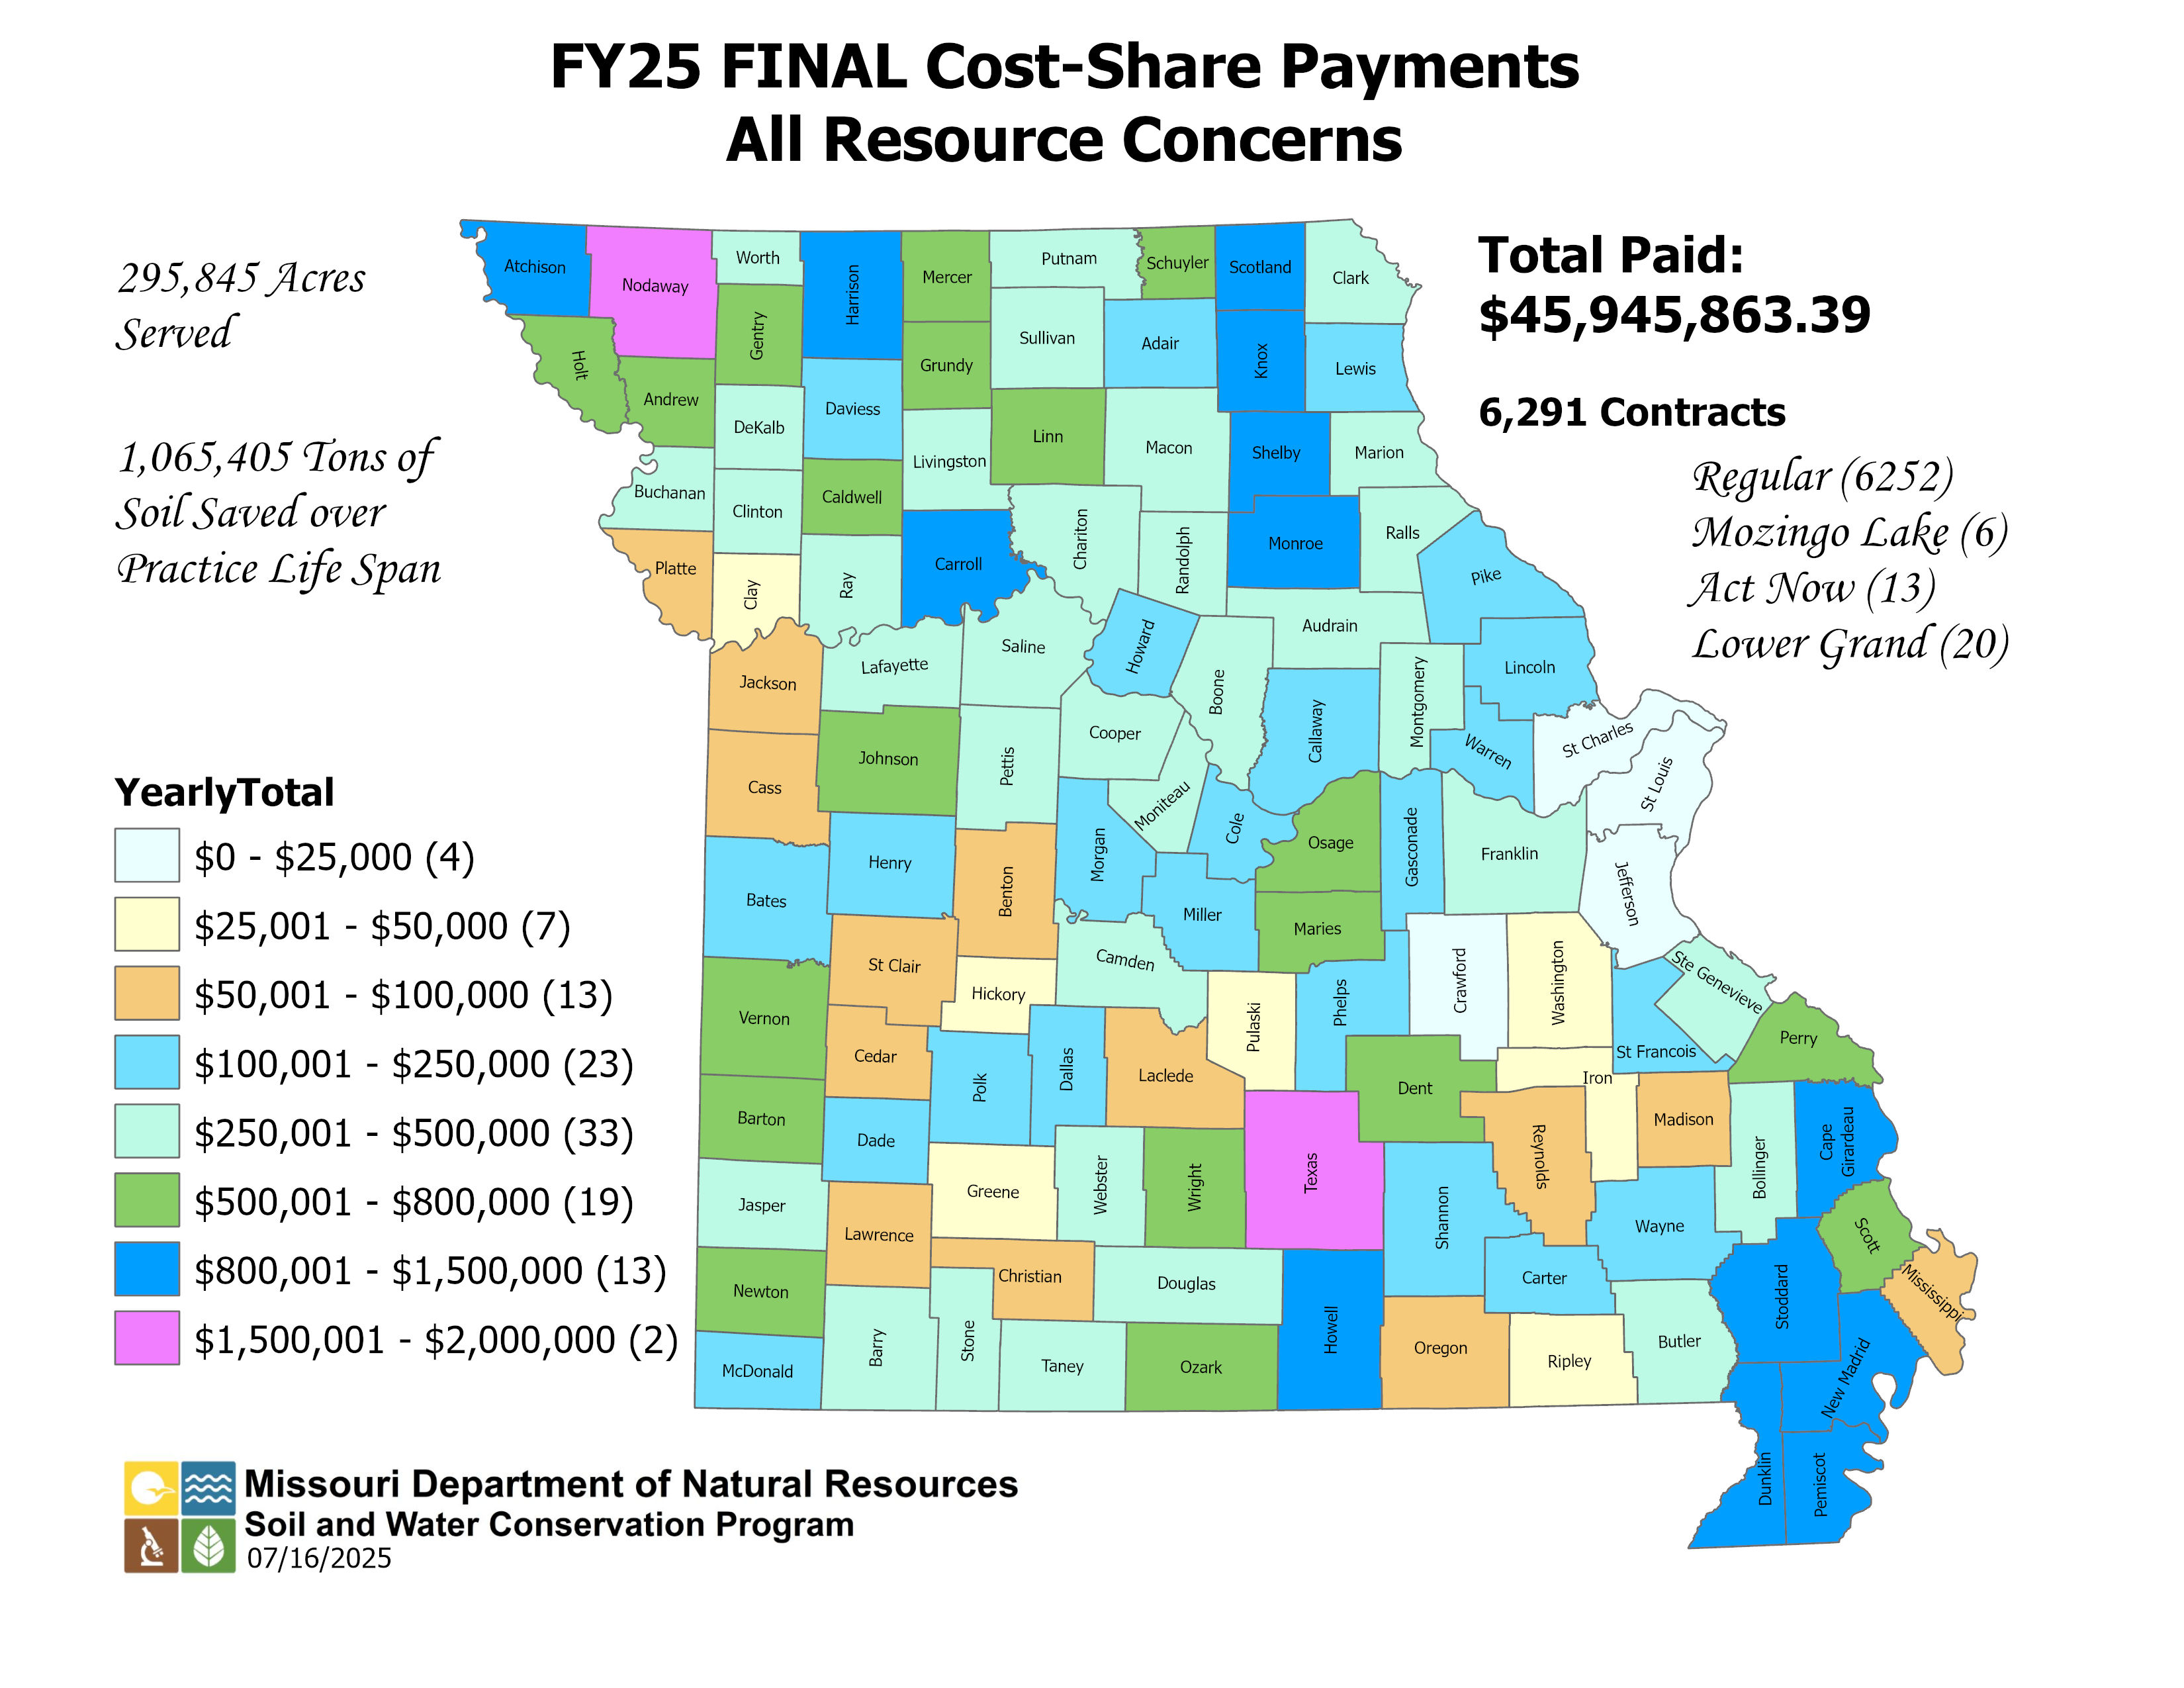 FY25 FINAL Cost-Share Payments
All Resource Concerns
295,845 Acres
Served
1,065,405 Tons of
Soil Saved over
Practice Life Span
Total Paid:
$45,945,863.39
6,291 Contracts
Regular (6252)
Mozingo Lake (6)
Act Now (13)
Lower Grand (20)
YearlyTotal
$0 - $25,000 (4)
$25,001 - $50,000 (7)
$50,001 - $100,000 (13)
$100,001 - $250,000 (23)
$250,001 - $500,000 (33)
$500,001 - $800,000 (19)
$800,001 - $1,500,000 (13)
$1,500,001 - $2,000,000 (2)
Atchison
Nodaway
Worth
Harrison
Mercer
Putnam
Schuyler
Scotland
Clark
Holt
Andrew
Gentry
Grundy
Sullivan
Adair
Knox
Lewis
DeKalb
Daviess
Livingston
Linn
Macon
Shelby
Marion
Buchanan
Clinton
Caldwell
Carroll
Chariton
Randolph
Monroe
Ralls
Pike
Platte
Clay
Ray
Jackson
Lafayette
Saline
Howard
Boone
Audrain
Montgomery
Lincoln
Cass
Johnson
Pettis
Cooper
Moniteau
Callaway
Warren
St Charles
St Louis
Bates
Henry
Benton
Morgan
Cole
Miller
Osage
Gasconade
Franklin
Jefferson
Vernon
St Clair
Hickory
Camden
Maries
Phelps
Crawford
Washington
Ste Genevieve
St Francois
Perry
Barton
Cedar
Polk
Dallas
Laclede
Pulaski
Dent
Iron
Madison
Bollinger
Cape
Girardeau
Jasper
Dade
Greene
Webster
Wright
Texas
Shannon
Reynolds
Wayne
Scott
Mississippi
Newton
Lawrence
Christian
Douglas
Howell
Carter
Stoddard
McDonald
Barry
Stone
Taney
Ozark
Oregon
Ripley
Butler
New Madrid
Dunklin
Pemiscot
Missouri Department of Natural Resources
Soil and Water Conservation Program
07/16/2025